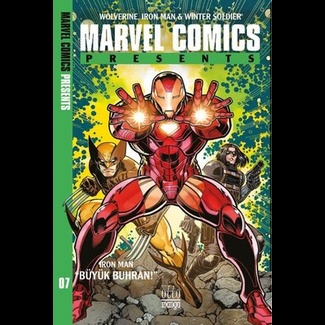 WOLVERINE, IRON MAN & WINTER SOLDIER
MARVEL COMICS
PRESENTS
MARVEL COMICS PRESENTS
07
IRON MAN
"BÜYÜK BUHRAN!"